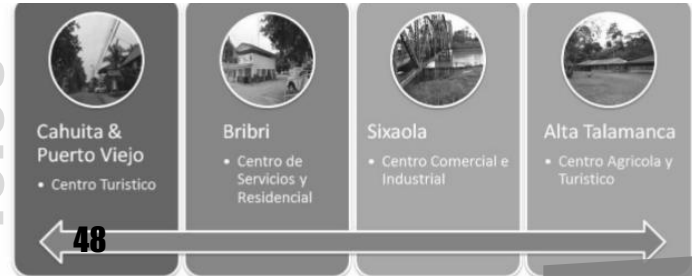 Cahuita &
Puerto Viejo
• Centro Turistico
Bribri
• Centro de
Servicios y
Residencial
Sixaola
• Centro Comercial e
Industrial
Alta Talamanca
• Centro Agricola y
Turistico
48